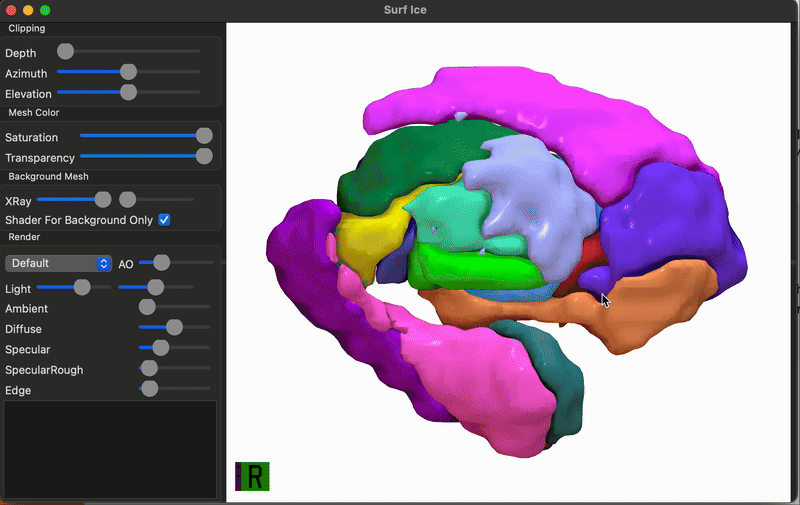 Surf Ice
Clipping
Depth
Azimuth
Elevation
Mesh Color
Saturation
Transparency
Background Mesh
XRay
Shader For Background Only
Render
Default AO
Light
Ambient
Diffuse
Specular
SpecularRough
Edge
R